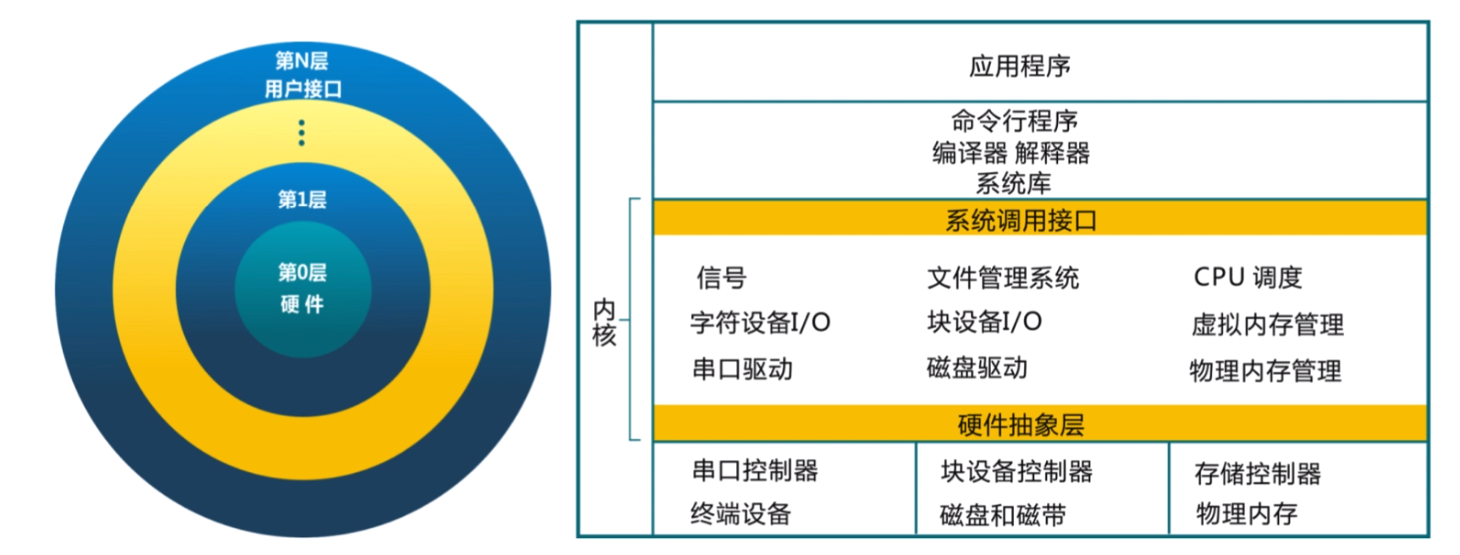 第N层
用户接口
第1层
第0层
硬 件
应用程序
命令行程序
编译器 解释器
系统库
内核
系统调用接口
信号 文件管理系统 CPU 调度
字符设备I/O 块设备I/O 虚拟内存管理
串口驱动 磁盘驱动 物理内存管理
硬件抽象层
串口控制器 块设备控制器 存储控制器
终端设备 磁盘和磁带 物理内存